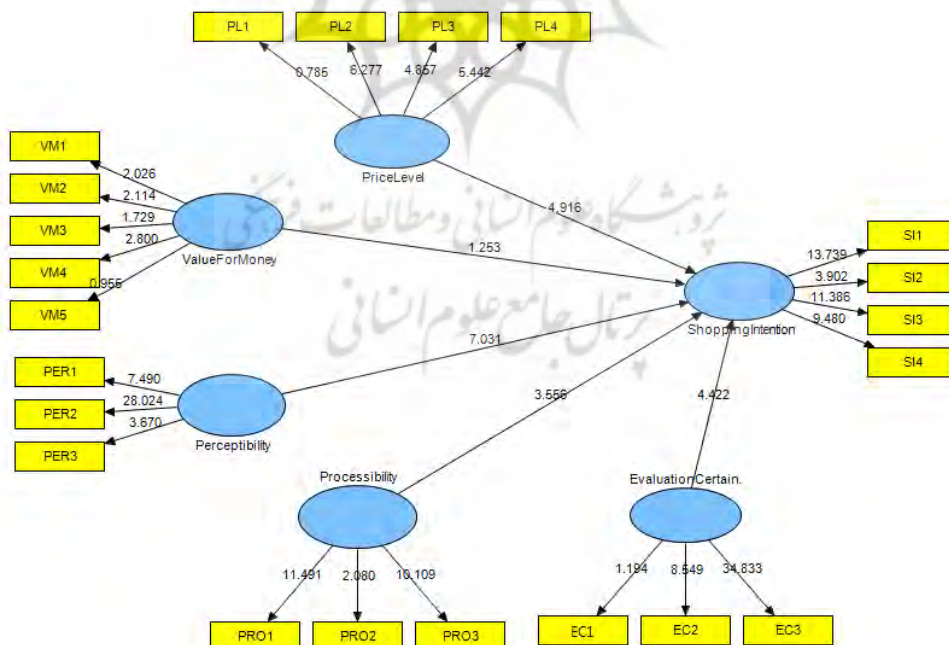 PL1 PL2 PL3 PL4
0.785 6.277 4.857 5.442
PriceLevel
VM1
VM2
VM3
VM4
VM5
2.026
2.114
1.729
2.800
0.955
ValueForMoney
4.916
1.253
پژوهشگاه علوم انسانی و مطالعات فرهنگی
پرتال جامع علوم انسانی
SI1
SI2
SI3
SI4
13.739
3.902
11.386
9.480
ShoppingIntention
7.031
PER1
PER2
PER3
7.490
28.024
3.670
Perceptibility
3.556
4.422
Processibility
EvaluationCertain.
11.491 2.080 10.109
1.194 8.549 34.833
PRO1 PRO2 PRO3
EC1 EC2 EC3